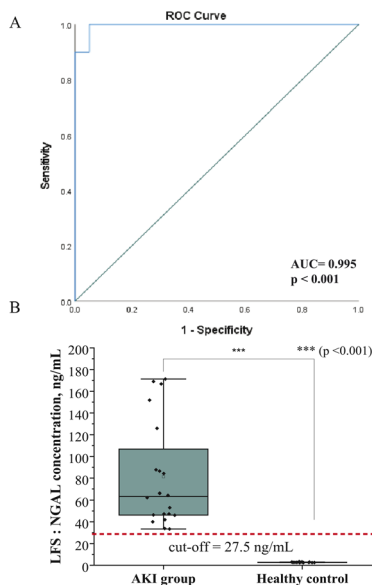 A
ROC Curve
1.0
0.8
0.6
0.4
0.2
0.0
Sensitivity
AUC= 0.995
p < 0.001
0.0 0.2 0.4 0.6 0.8 1.0
1 - Specificity
B
LFS : NGAL concentration, ng/mL
200
180
160
140
120
100
80
60
40
20
0
***
*** (p <0.001)
cut-off = 27.5 ng/mL
AKI group Healthy control